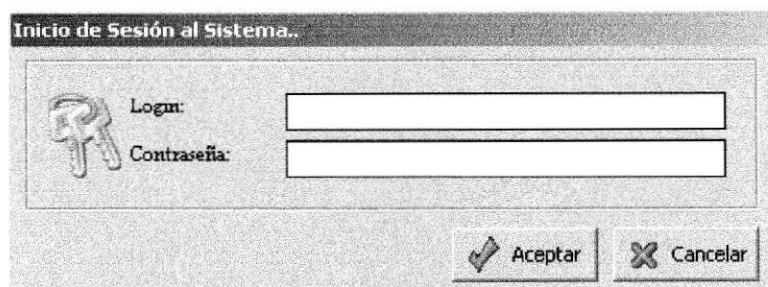 Inicio de Sesión al Sistema..
Login:
Contraseña:
Aceptar
Cancelar